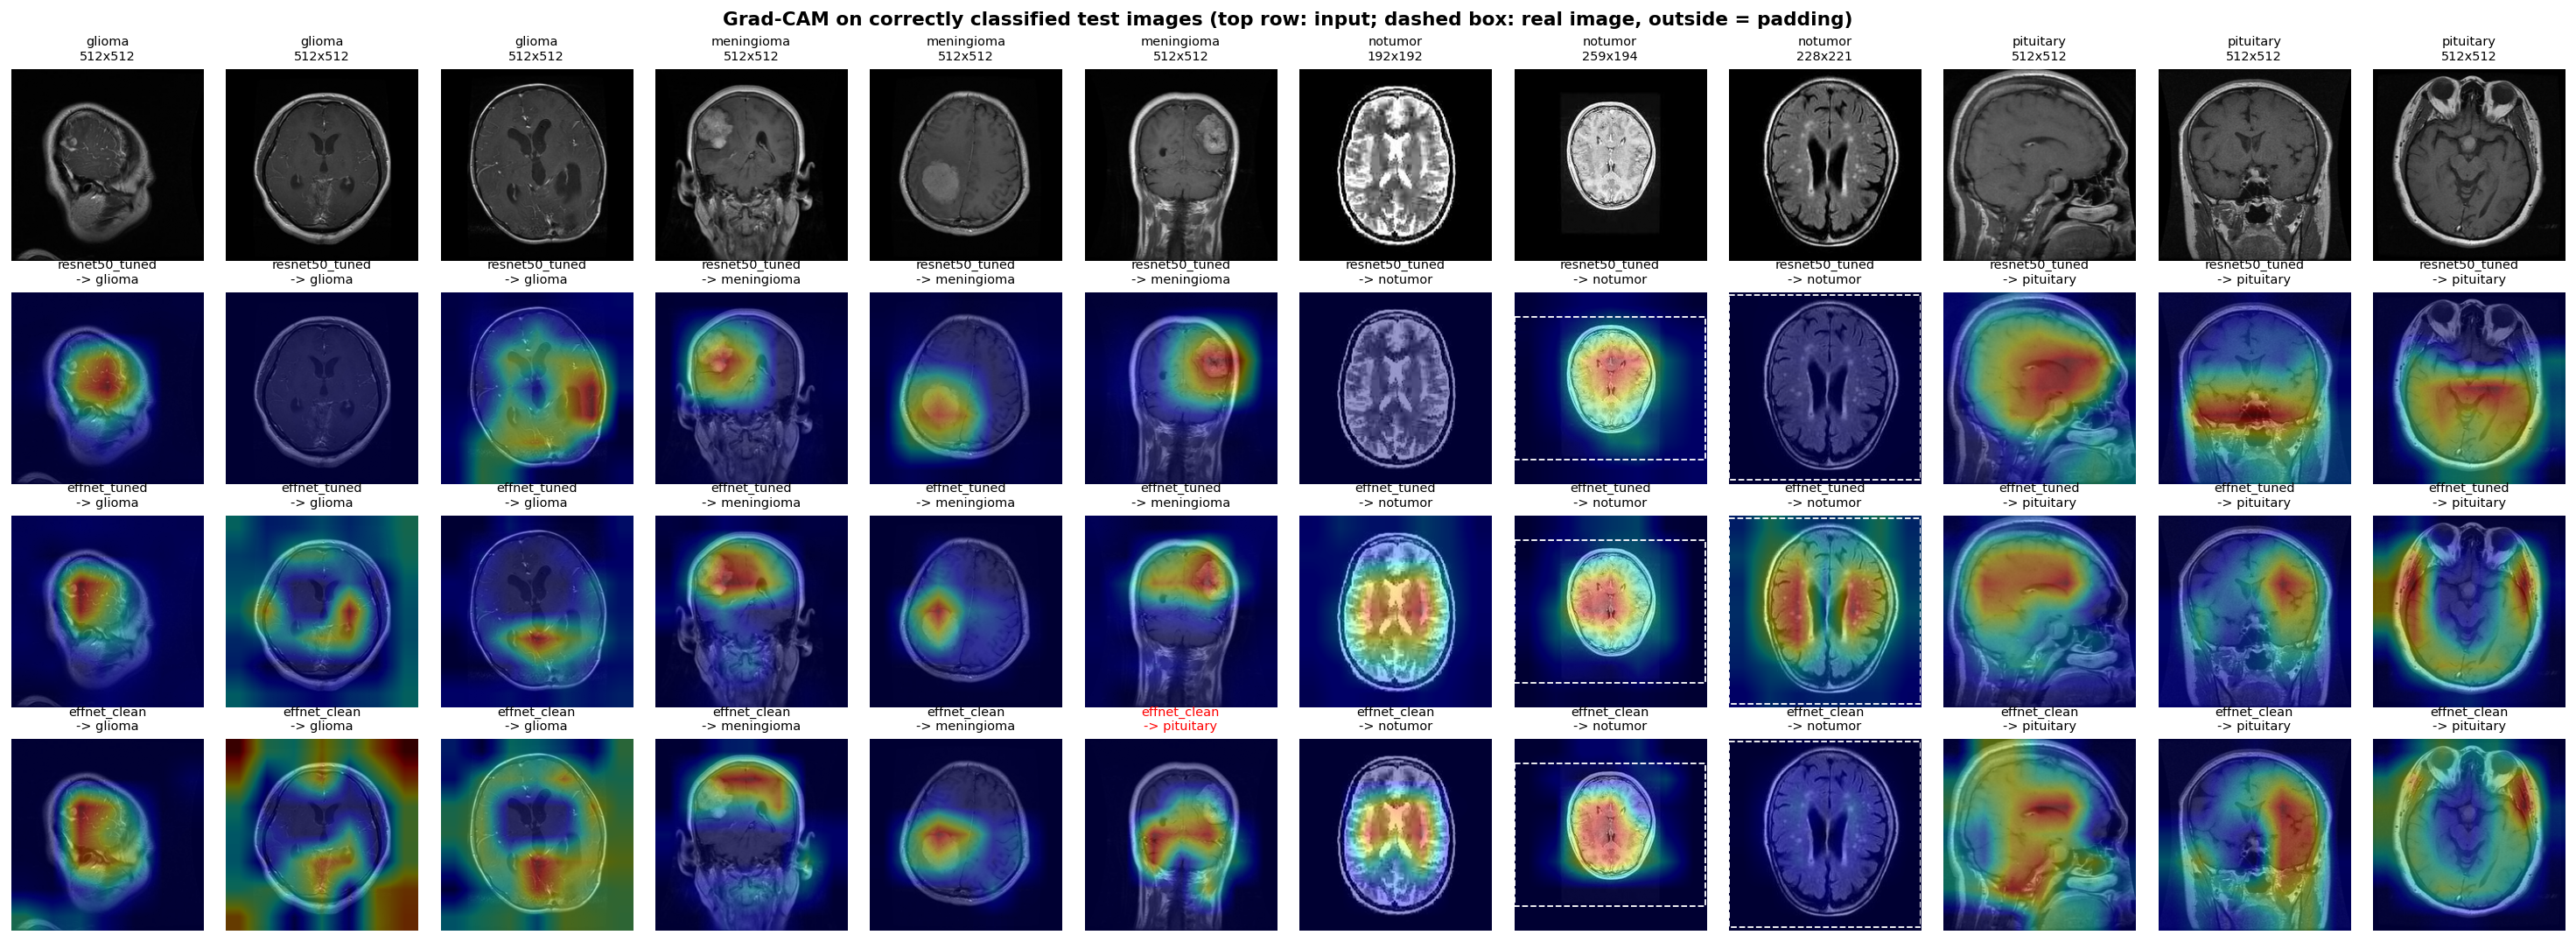 Grad-CAM on correctly classified test images (top row: input; dashed box: real image, outside = padding)
glioma
512x512
glioma
512x512
glioma
512x512
meningioma
512x512
meningioma
512x512
meningioma
512x512
notumor
192x192
notumor
259x194
notumor
228x221
pituitary
512x512
pituitary
512x512
pituitary
512x512
resnet50_tuned
-> glioma
resnet50_tuned
-> glioma
resnet50_tuned
-> glioma
resnet50_tuned
-> meningioma
resnet50_tuned
-> meningioma
resnet50_tuned
-> meningioma
resnet50_tuned
-> notumor
resnet50_tuned
-> notumor
resnet50_tuned
-> notumor
resnet50_tuned
-> pituitary
resnet50_tuned
-> pituitary
resnet50_tuned
-> pituitary
effnet_tuned
-> glioma
effnet_tuned
-> glioma
effnet_tuned
-> glioma
effnet_tuned
-> meningioma
effnet_tuned
-> meningioma
effnet_tuned
-> meningioma
effnet_tuned
-> notumor
effnet_tuned
-> notumor
effnet_tuned
-> notumor
effnet_tuned
-> pituitary
effnet_tuned
-> pituitary
effnet_tuned
-> pituitary
effnet_clean
-> glioma
effnet_clean
-> glioma
effnet_clean
-> glioma
effnet_clean
-> meningioma
effnet_clean
-> meningioma
effnet_clean
-> pituitary
effnet_clean
-> notumor
effnet_clean
-> notumor
effnet_clean
-> notumor
effnet_clean
-> pituitary
effnet_clean
-> pituitary
effnet_clean
-> pituitary